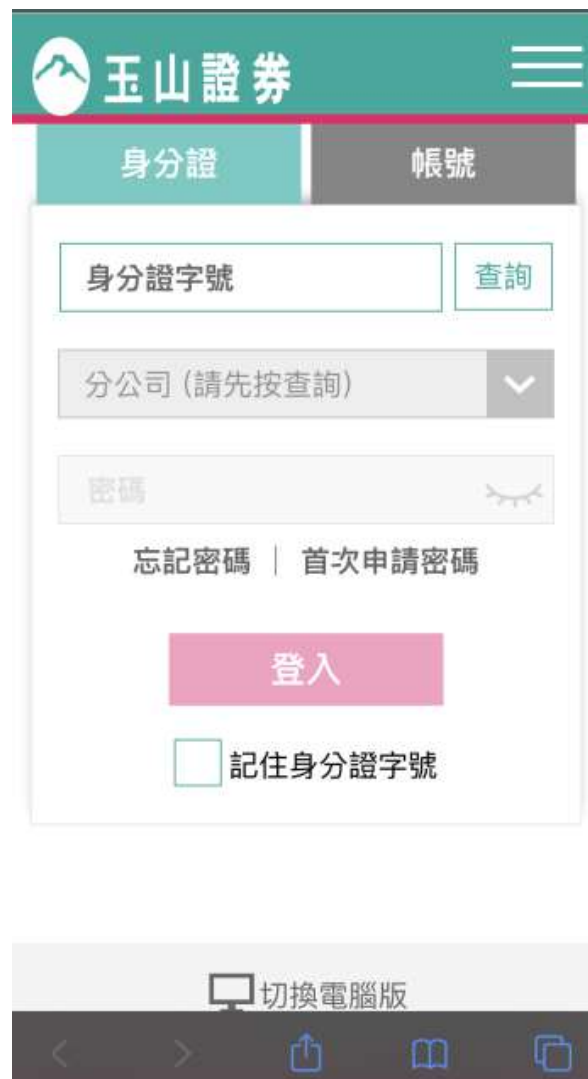 玉山證券
身分證
帳號
身分證字號
查詢
分公司 (請先按查詢)
密碼
忘記密碼｜首次申請密碼
登入
記住身分證字號
切換電腦版